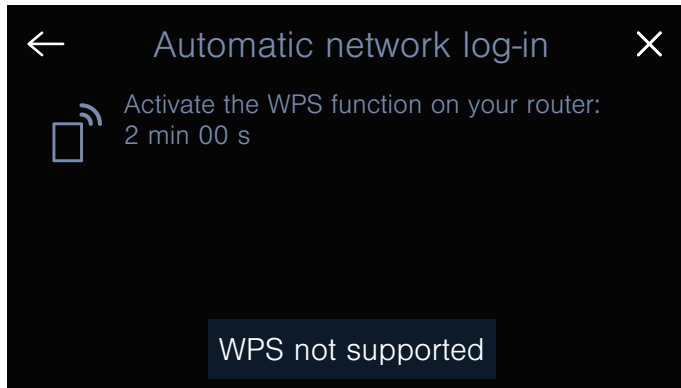 Automatic network log-in
Activate the WPS function on your router:
2 min 00 s
WPS not supported